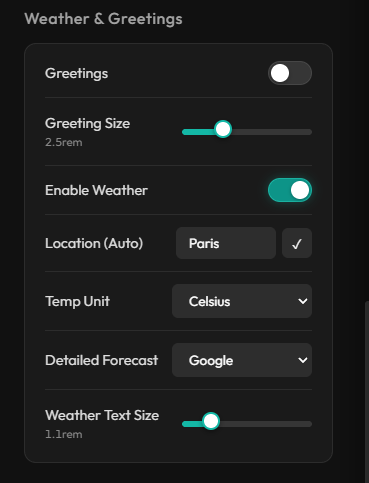 Weather & Greetings
Greetings
Greeting Size
2.5rem
Enable Weather
Location (Auto) Paris ✓
Temp Unit Celsius
Detailed Forecast Google
Weather Text Size
1.1rem